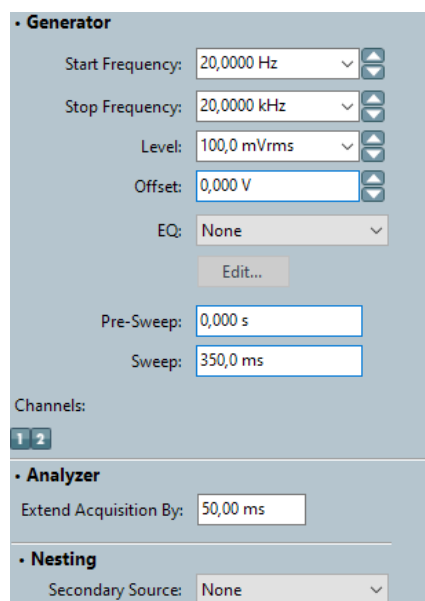 • Generator
Start Frequency: 20,0000 Hz
Stop Frequency: 20,0000 kHz
Level: 100,0 mVrms
Offset: 0,000 V
EQ: None
Edit...
Pre-Sweep: 0,000 s
Sweep: 350,0 ms
Channels:
1 2
• Analyzer
Extend Acquisition By: 50,00 ms
• Nesting
Secondary Source: None